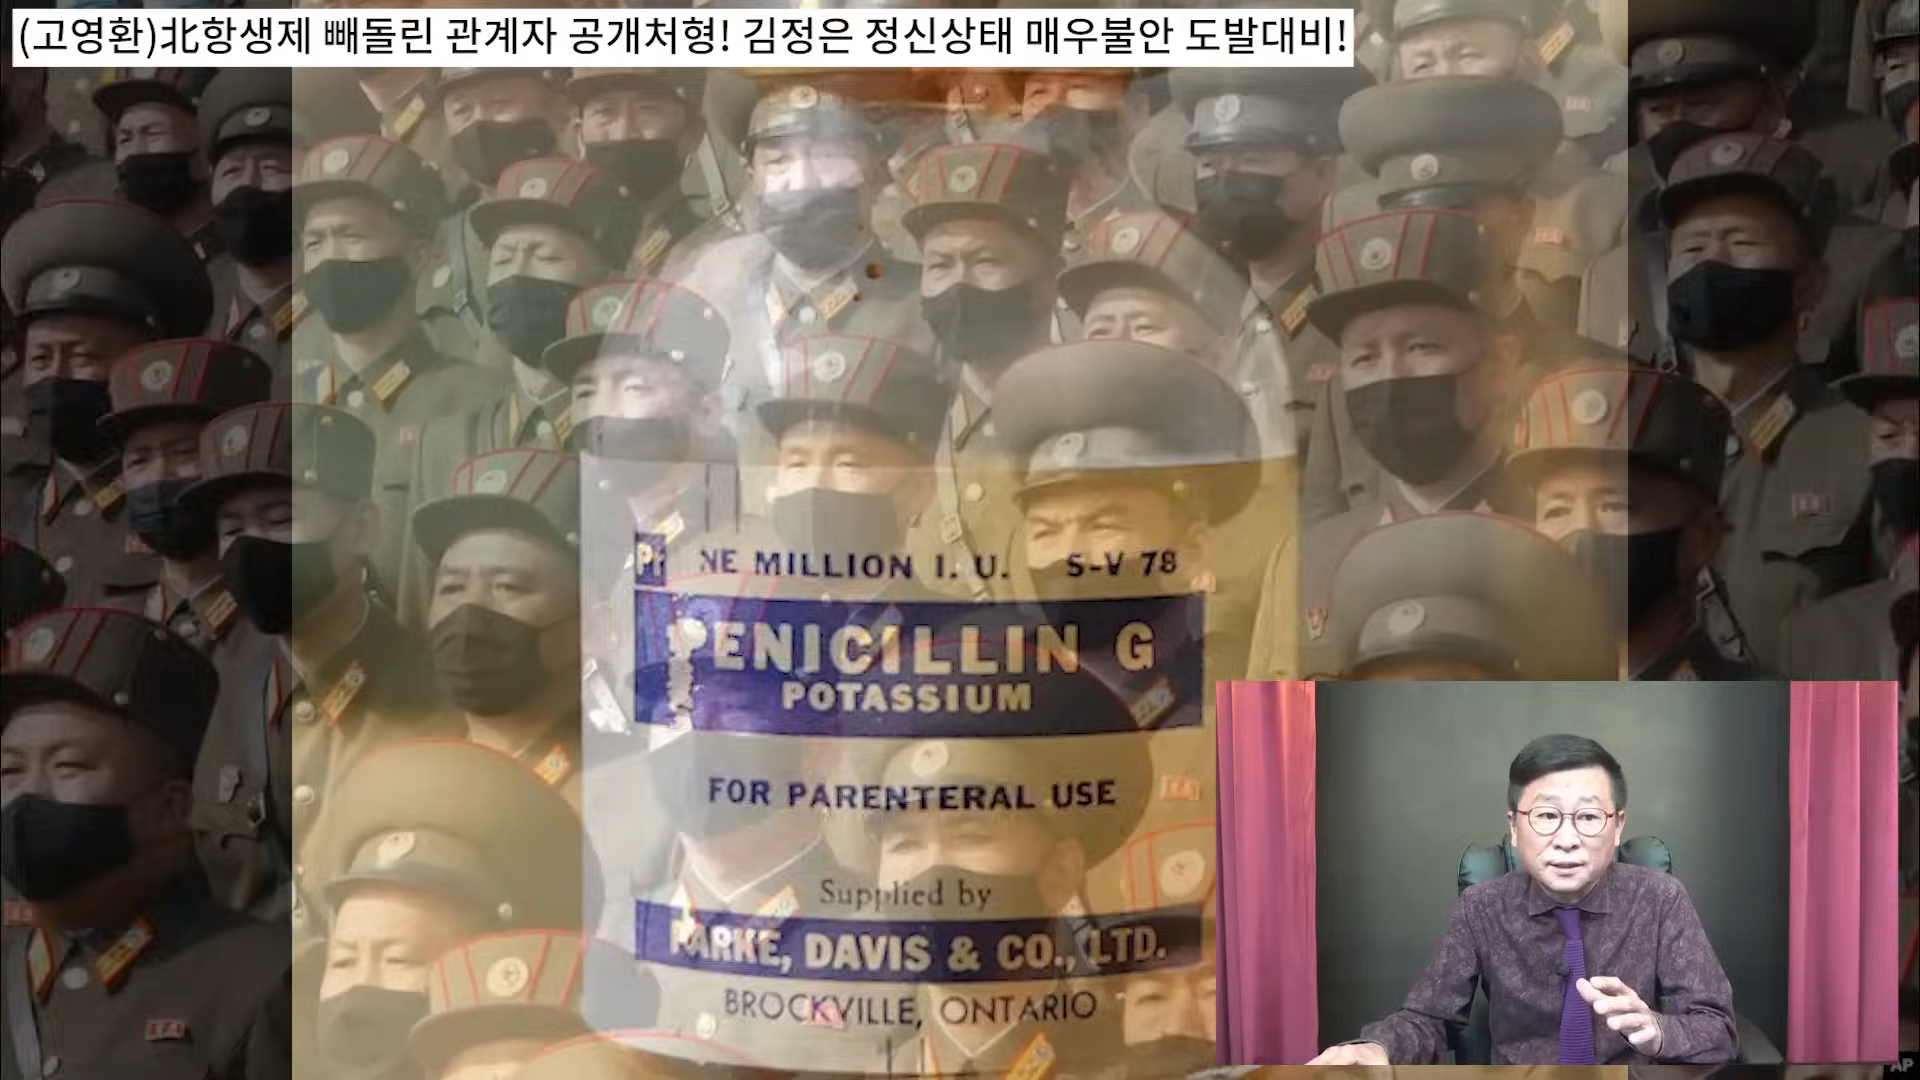 (고영환)北항생제 빼돌린 관계자 공개처형! 김정은 정신상태 매우불안 도발대비!
NE MILLION I. U. S-V 78
PENICILLIN G
POTASSIUM
FOR PARENTERAL USE
Supplied by
PARKE, DAVIS & CO., LTD.
BROCKVILLE, ONTARIO
AP